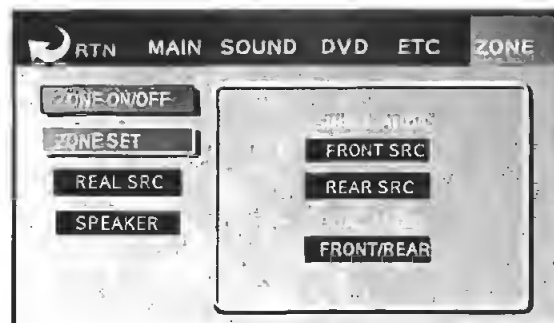 RTN MAIN SOUND DVD ETC ZONE
ZONE ON/OFF
ZONE SET
REAL SRC
SPEAKER
FRONT SRC
REAR SRC
FRONT/REAR